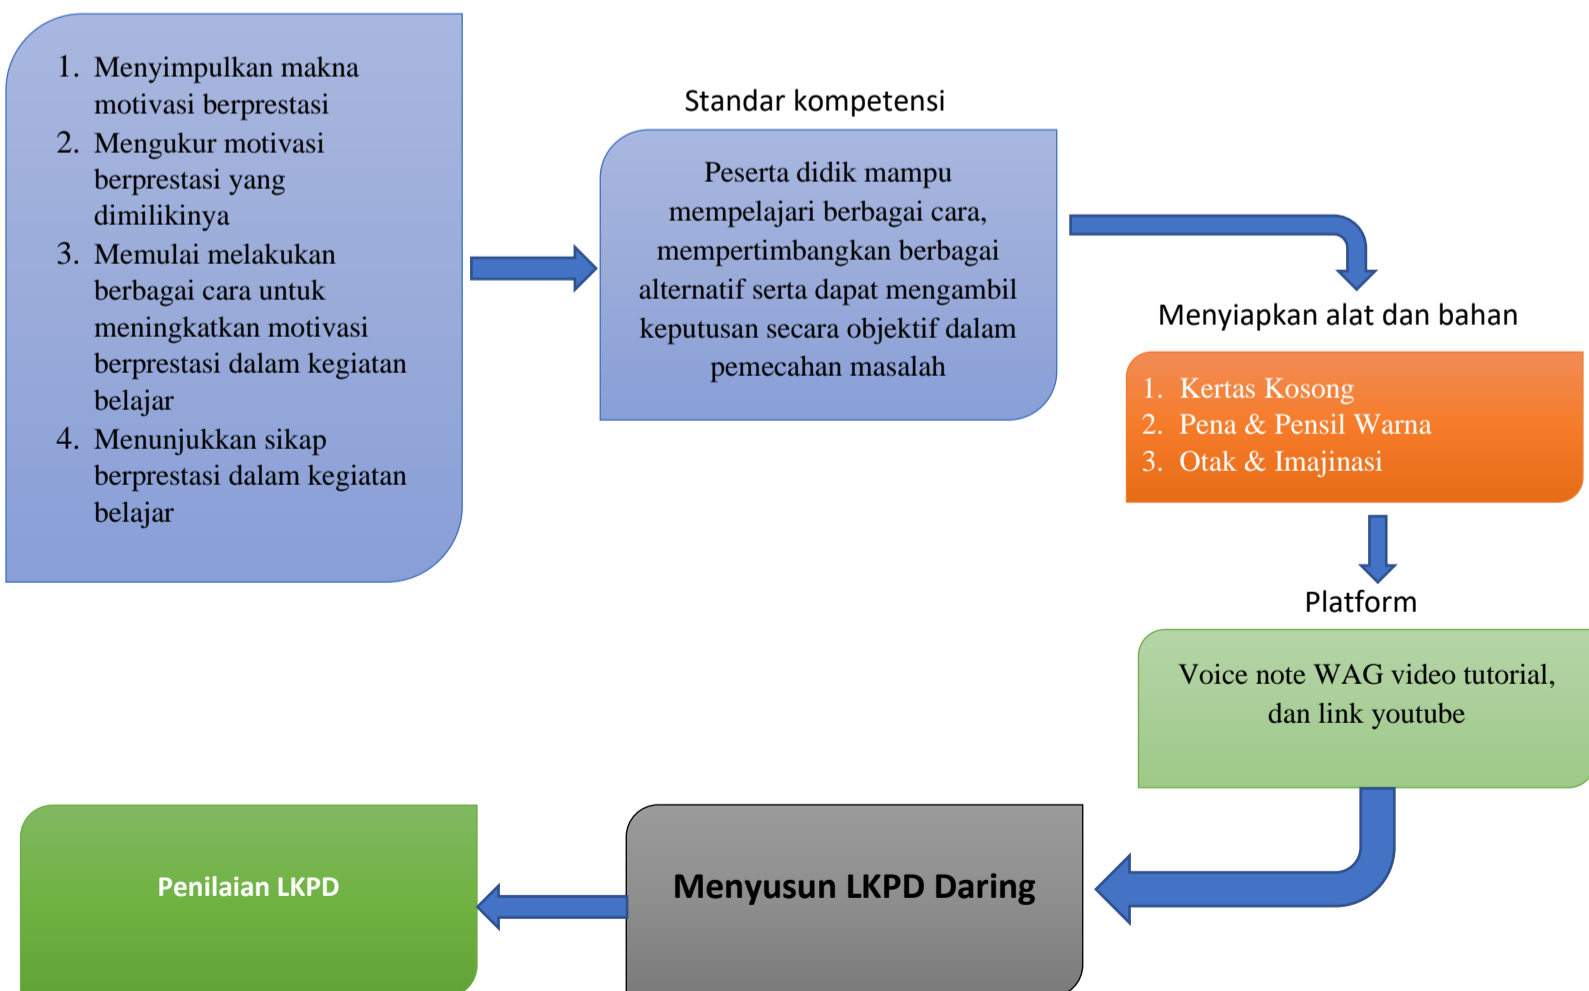 1. Menyimpulkan makna
motivasi berprestasi
2. Mengukur motivasi
berprestasi yang
dimilikinya
3. Memulai melakukan
berbagai cara untuk
meningkatkan motivasi
berprestasi dalam kegiatan
belajar
4. Menunjukkan sikap
berprestasi dalam kegiatan
belajar
Standar kompetensi
Peserta didik mampu
mempelajari berbagai cara,
mempertimbangkan berbagai
alternatif serta dapat mengambil
keputusan secara objektif dalam
pemecahan masalah
Menyiapkan alat dan bahan
1. Kertas Kosong
2. Pena & Pensil Warna
3. Otak & Imajinasi
Platform
Voice note WAG video tutorial,
dan link youtube
Menyusun LKPD Daring
Penilaian LKPD